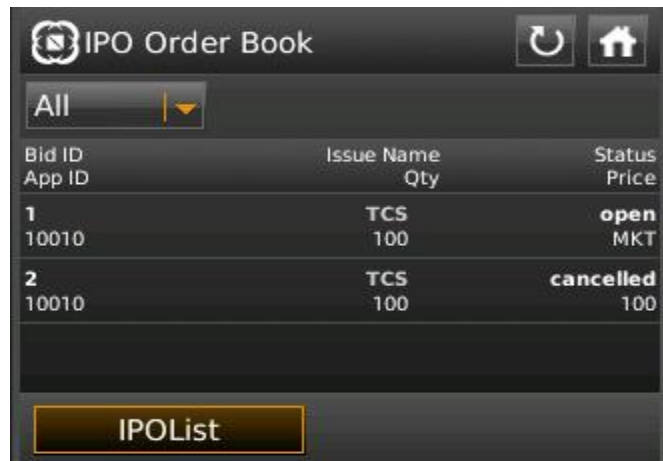 IPO Order Book
All
Bid ID Issue Name Status
App ID Qty Price
1 TCS open
10010 100 MKT
2 TCS cancelled
10010 100 100
IPOList